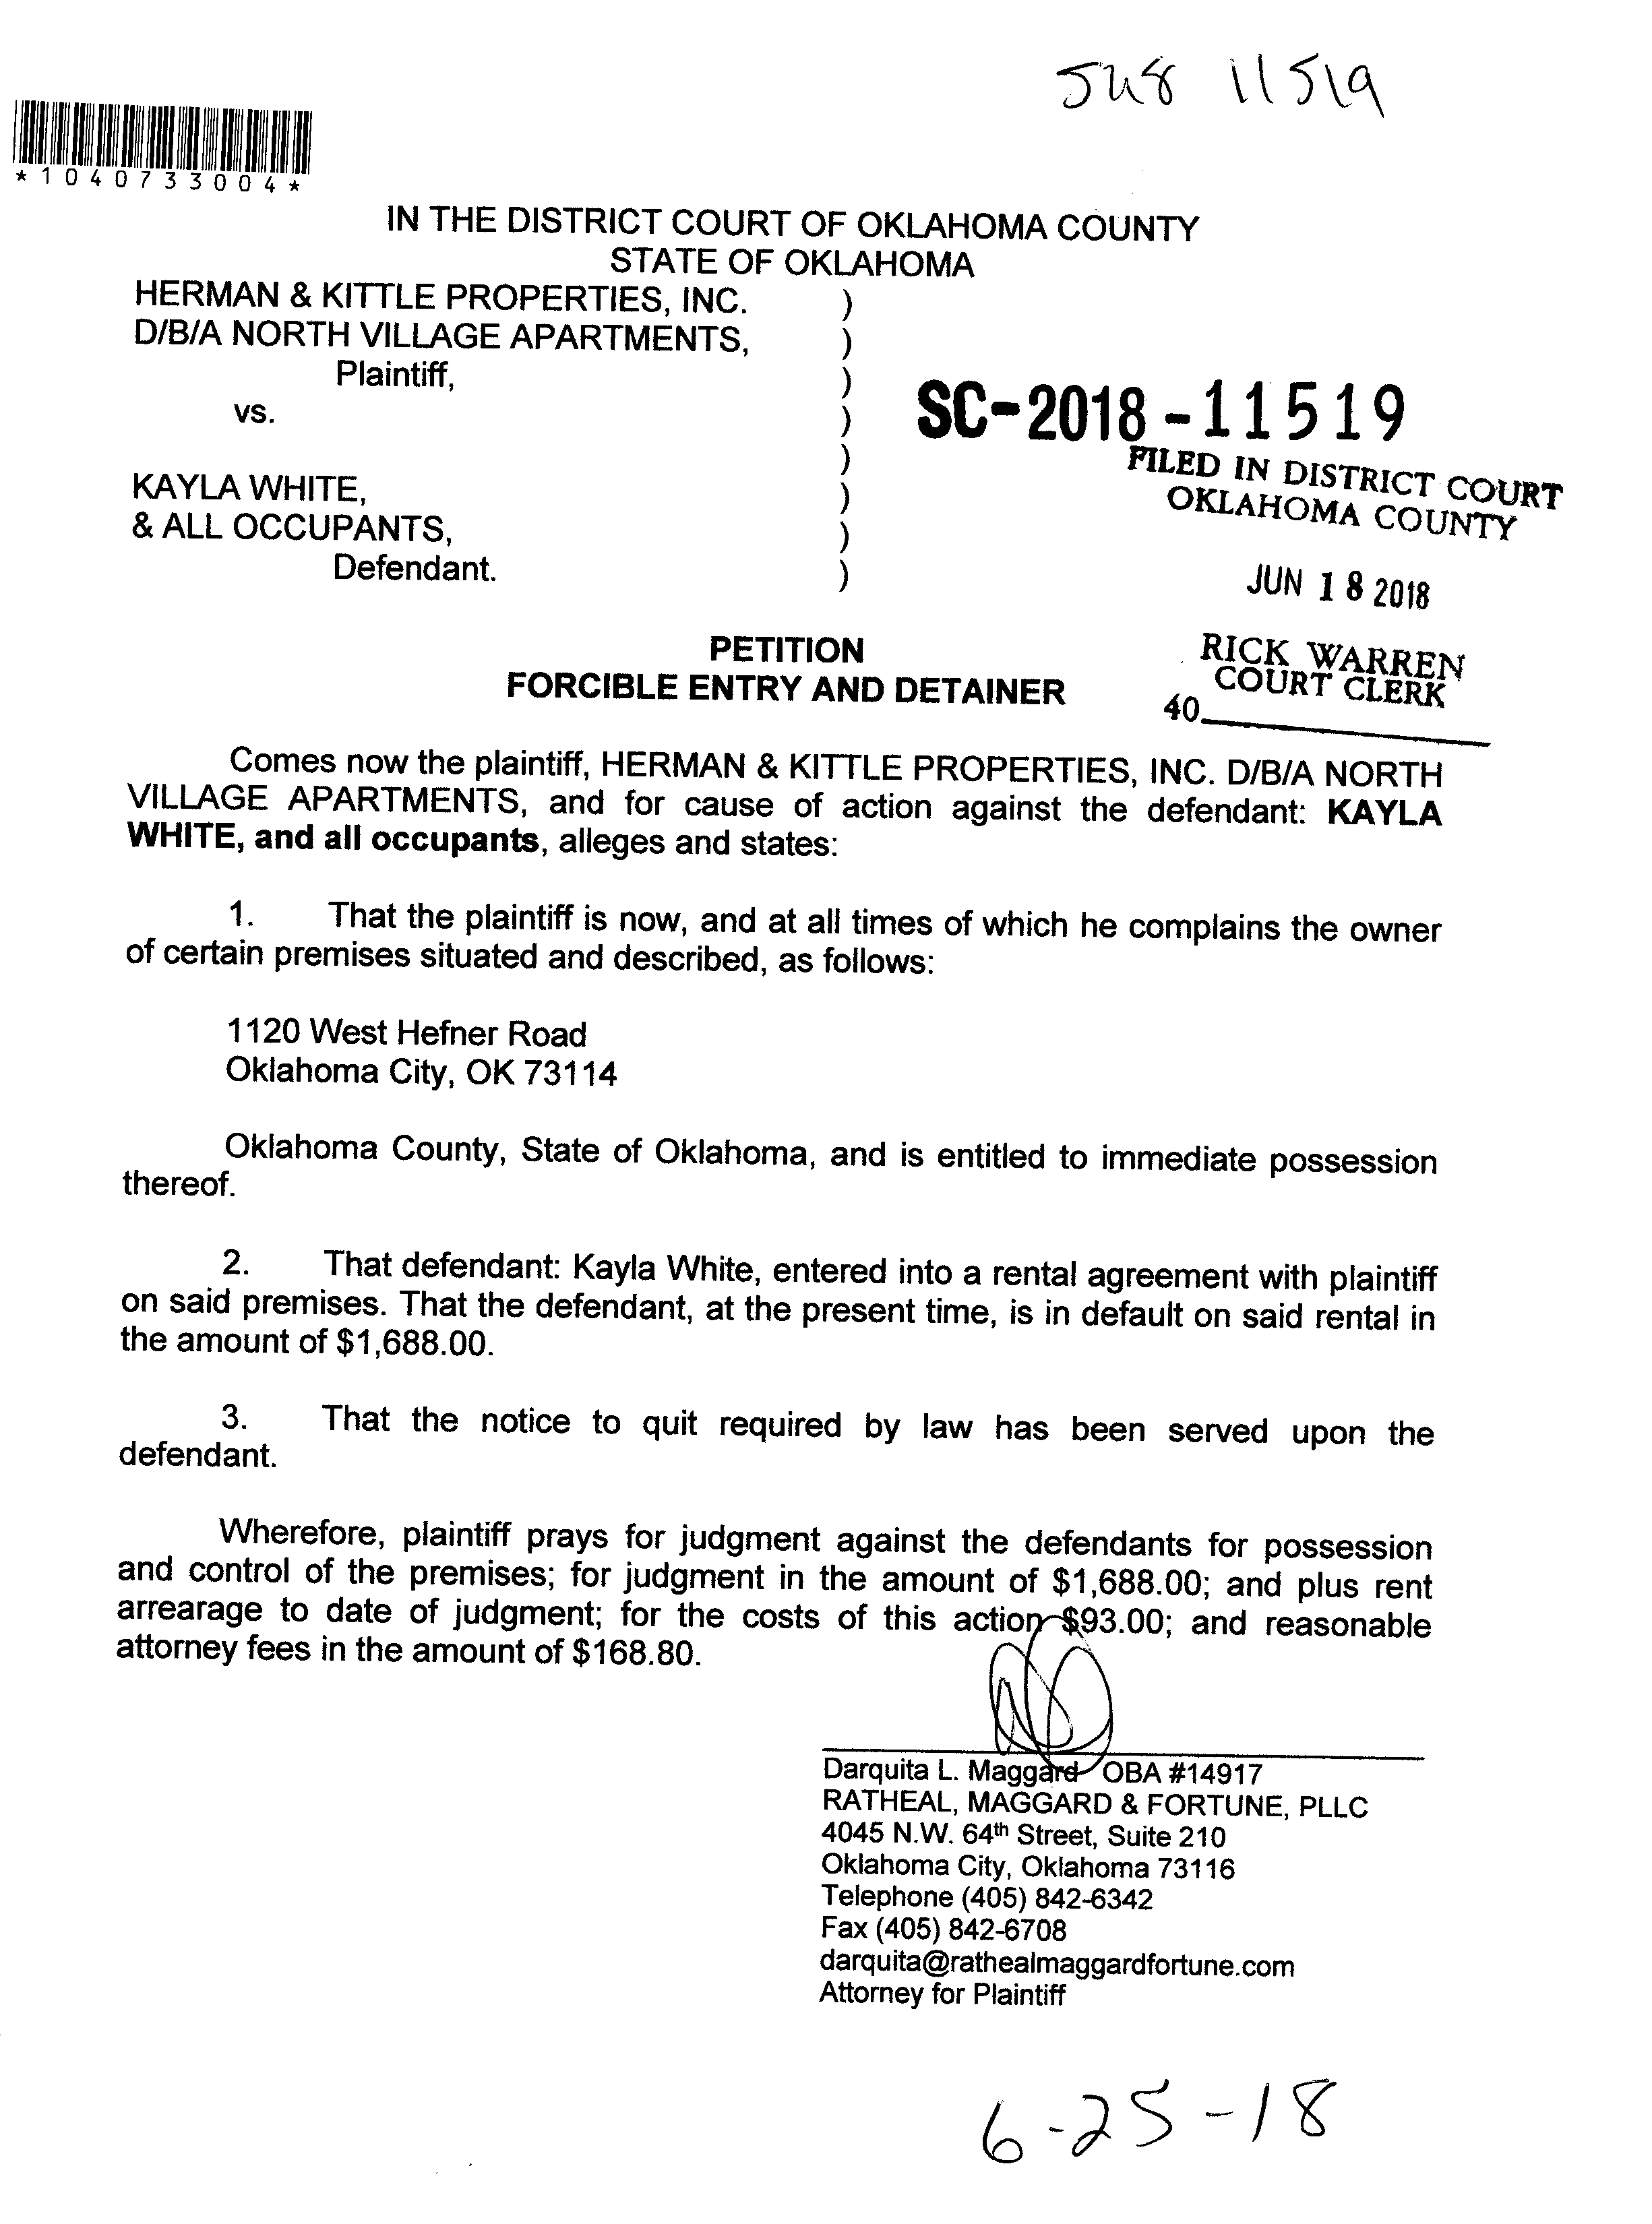 548 11519
*1040733004*
IN THE DISTRICT COURT OF OKLAHOMA COUNTY
STATE OF OKLAHOMA
HERMAN & KITTLE PROPERTIES, INC. )
D/B/A NORTH VILLAGE APARTMENTS, )
Plaintiff, )
vs. )
)
KAYLA WHITE, )
& ALL OCCUPANTS, )
Defendant. )
SC-2018-11519
FILED IN DISTRICT COURT
OKLAHOMA COUNTY
JUN 18 2018
RICK WARREN
COURT CLERK
40
PETITION
FORCIBLE ENTRY AND DETAINER
Comes now the plaintiff, HERMAN & KITTLE PROPERTIES, INC. D/B/A NORTH
VILLAGE APARTMENTS, and for cause of action against the defendant: KAYLA
WHITE, and all occupants, alleges and states:
1. That the plaintiff is now, and at all times of which he complains the owner
of certain premises situated and described, as follows:
1120 West Hefner Road
Oklahoma City, OK 73114
Oklahoma County, State of Oklahoma, and is entitled to immediate possession
thereof.
2. That defendant: Kayla White, entered into a rental agreement with plaintiff
on said premises. That the defendant, at the present time, is in default on said rental in
the amount of $1,688.00.
3. That the notice to quit required by law has been served upon the
defendant.
Wherefore, plaintiff prays for judgment against the defendants for possession
and control of the premises; for judgment in the amount of $1,688.00; and plus rent
arrearage to date of judgment; for the costs of this action $93.00; and reasonable
attorney fees in the amount of $168.80.
Darquita L. Maggard OBA #14917
RATHEAL, MAGGARD & FORTUNE, PLLC
4045 N.W. 64th Street, Suite 210
Oklahoma City, Oklahoma 73116
Telephone (405) 842-6342
Fax (405) 842-6708
darquita@rathealmaggardfortune.com
Attorney for Plaintiff
6-25-18